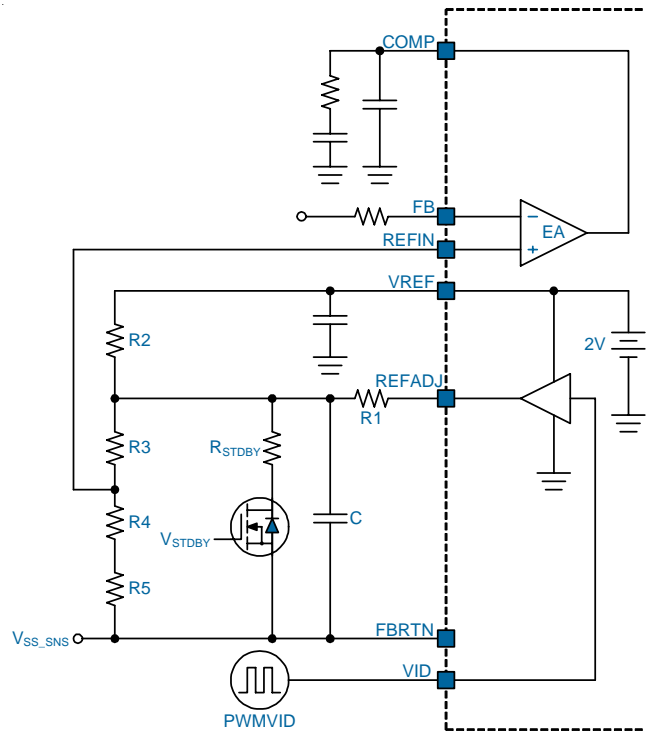 COMP
FB
EA
REFIN
VREF
2V
R2
REFADJ
R1
R3
RSTDBY
R4
C
VSTDBY
R5
VSS_SNS
FBRTN
VID
PWMVID